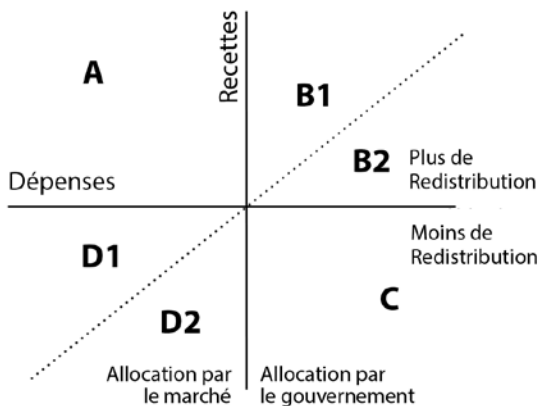 A
Recettes
B1
B2
Plus de
Redistribution
Dépenses
Moins de
Redistribution
D1
C
D2
Allocation par
le marché
Allocation par
le gouvernement